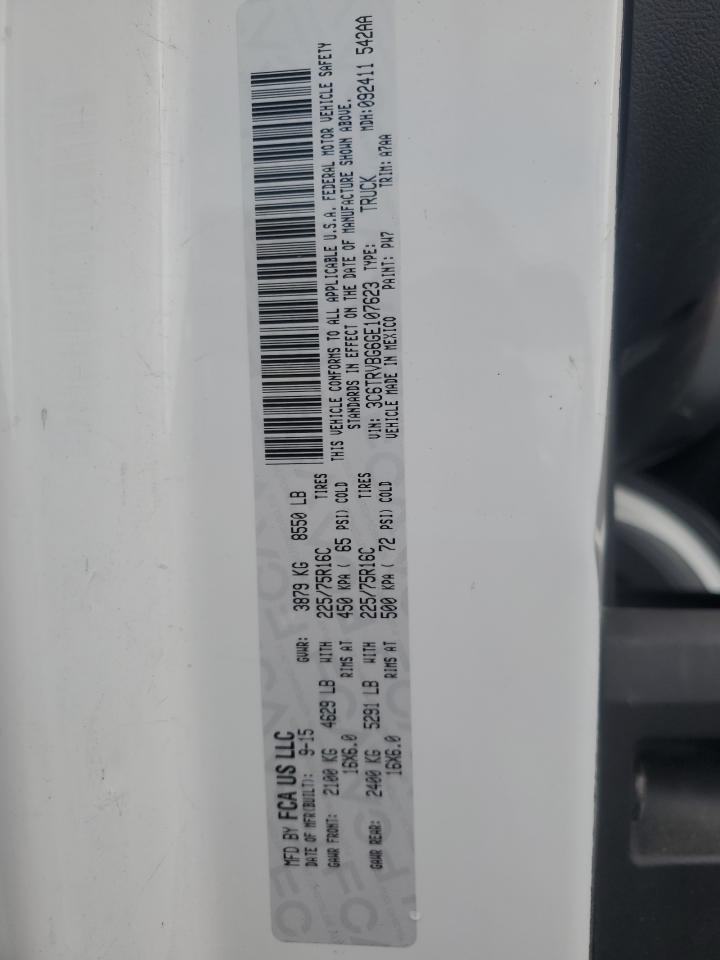 MFD BY FCA US LLC
DATE OF MFR(BUILT): 9-15 GVWR: 3879 KG 8550 LB
GAWR FRONT: 2100 KG 4629 LB WITH 225/75R16C TIRES
16X6.0 RIMS AT 450 KPA ( 65 PSI) COLD
GAWR REAR: 2400 KG 5291 LB WITH 225/75R16C TIRES
16X6.0 RIMS AT 500 KPA ( 72 PSI) COLD
THIS VEHICLE CONFORMS TO ALL APPLICABLE U.S.A. FEDERAL MOTOR VEHICLE SAFETY
STANDARDS IN EFFECT ON THE DATE OF MANUFACTURE SHOWN ABOVE.
VIN: 3C6TRVBG6GE107623 TYPE: TRUCK MDH:092411 542AA
VEHICLE MADE IN MEXICO PAINT: PW7 TRIM: A7AA